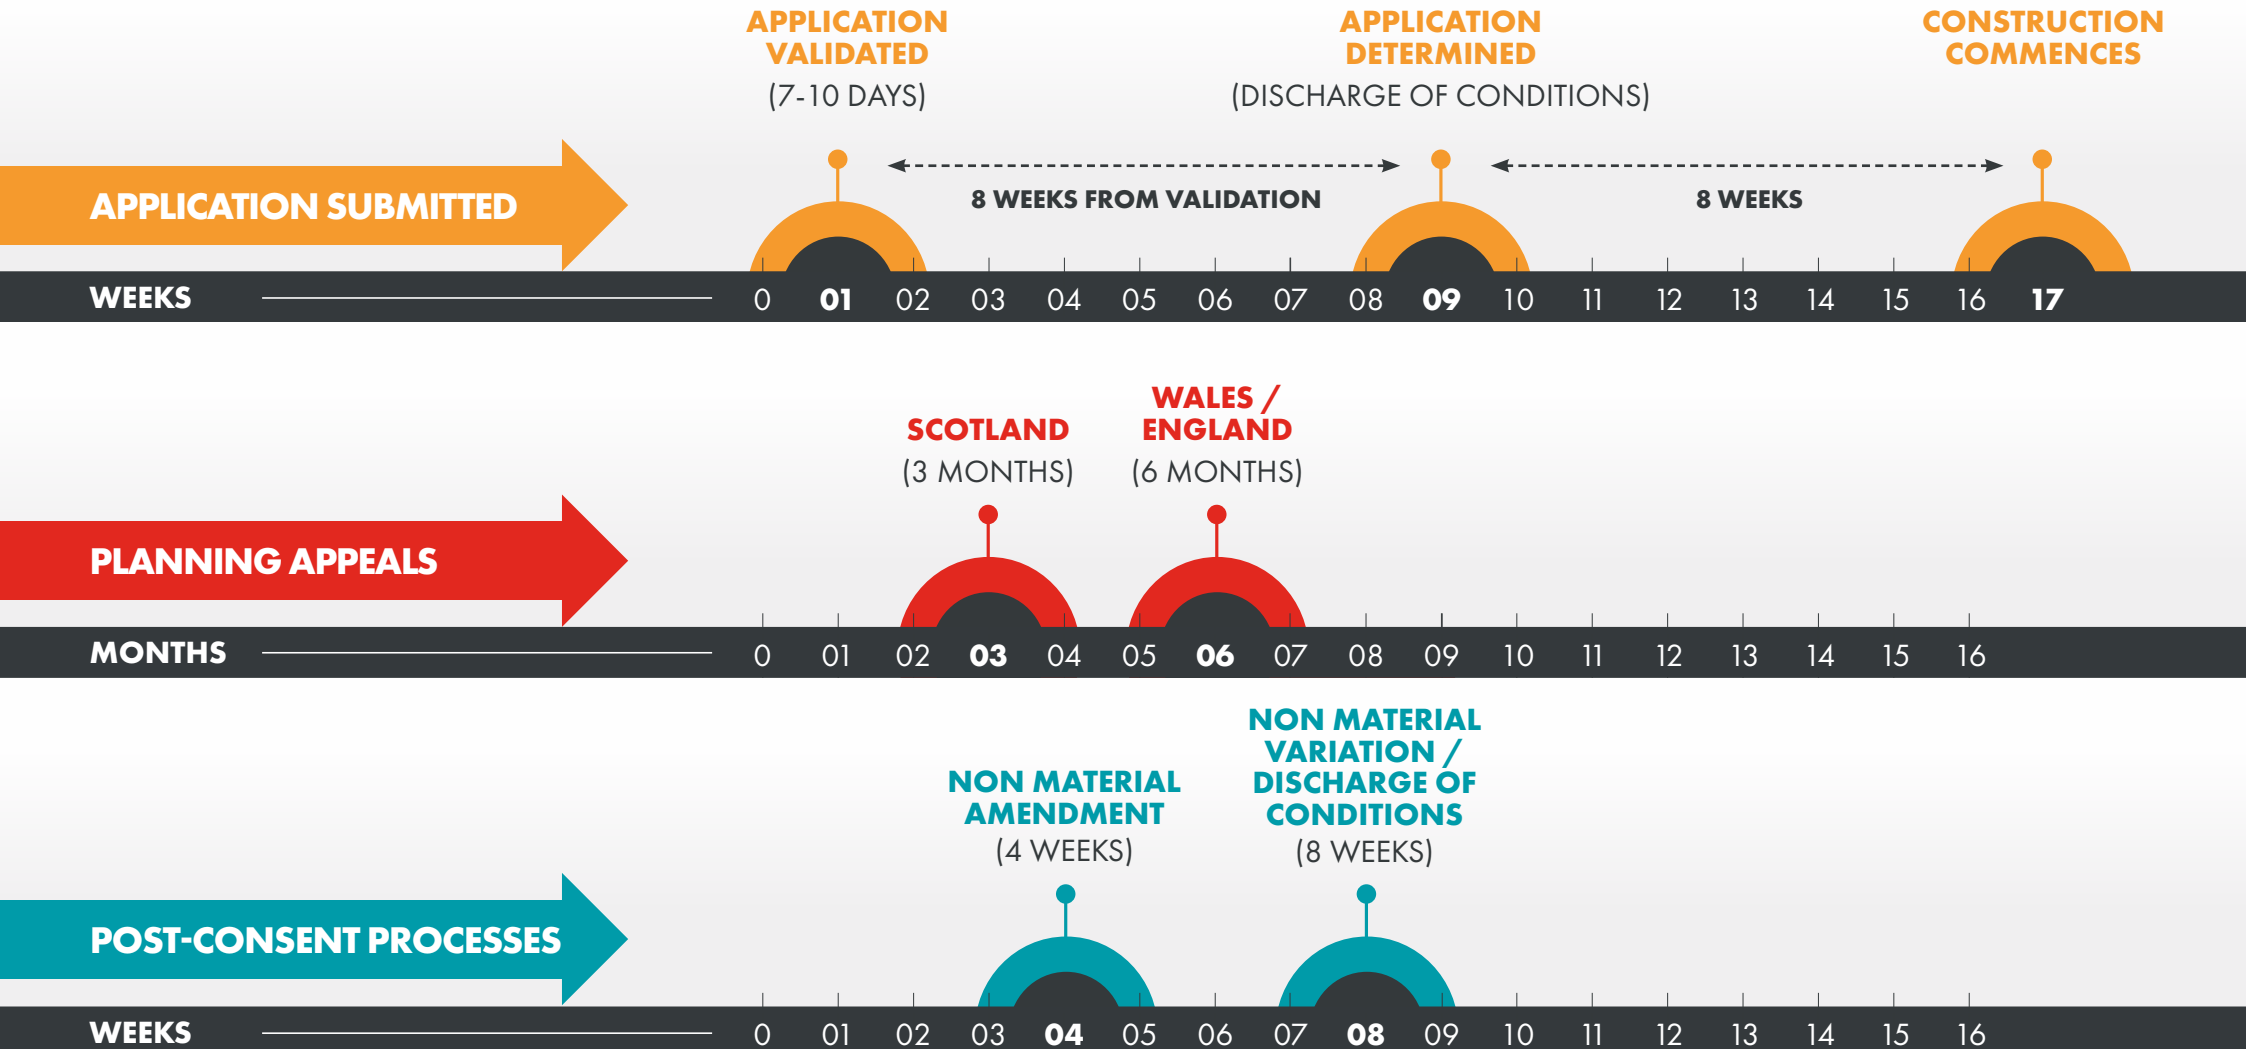 APPLICATION
VALIDATED
(7-10 DAYS)
APPLICATION
DETERMINED
(DISCHARGE OF CONDITIONS)
CONSTRUCTION
COMMENCES
APPLICATION SUBMITTED
8 WEEKS FROM VALIDATION
8 WEEKS
WEEKS 0 01 02 03 04 05 06 07 08 09 10 11 12 13 14 15 16 17
SCOTLAND
(3 MONTHS)
WALES /
ENGLAND
(6 MONTHS)
PLANNING APPEALS
MONTHS 0 01 02 03 04 05 06 07 08 09 10 11 12 13 14 15 16
NON MATERIAL
AMENDMENT
(4 WEEKS)
NON MATERIAL
VARIATION /
DISCHARGE OF
CONDITIONS
(8 WEEKS)
POST-CONSENT PROCESSES
WEEKS 0 01 02 03 04 05 06 07 08 09 10 11 12 13 14 15 16